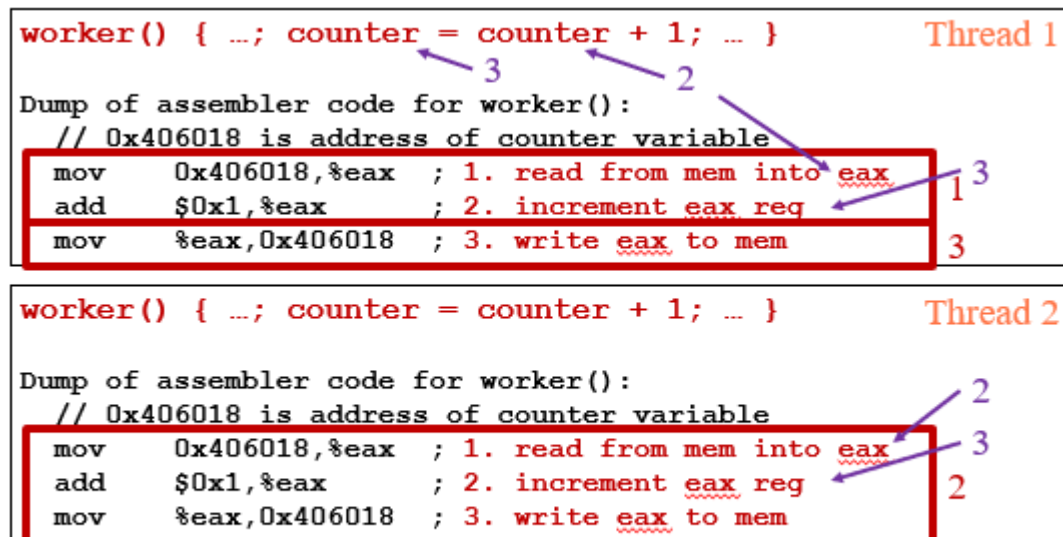 worker() { …; counter = counter + 1; … } Thread 1
3 2
Dump of assembler code for worker():
// 0x406018 is address of counter variable
mov 0x406018,%eax ; 1. read from mem into eax 3
1
add $0x1,%eax ; 2. increment eax reg
mov %eax,0x406018 ; 3. write eax to mem 3
worker() { …; counter = counter + 1; … } Thread 2
Dump of assembler code for worker():
2
// 0x406018 is address of counter variable
mov 0x406018,%eax ; 1. read from mem into eax 3
add $0x1,%eax ; 2. increment eax reg 2
mov %eax,0x406018 ; 3. write eax to mem